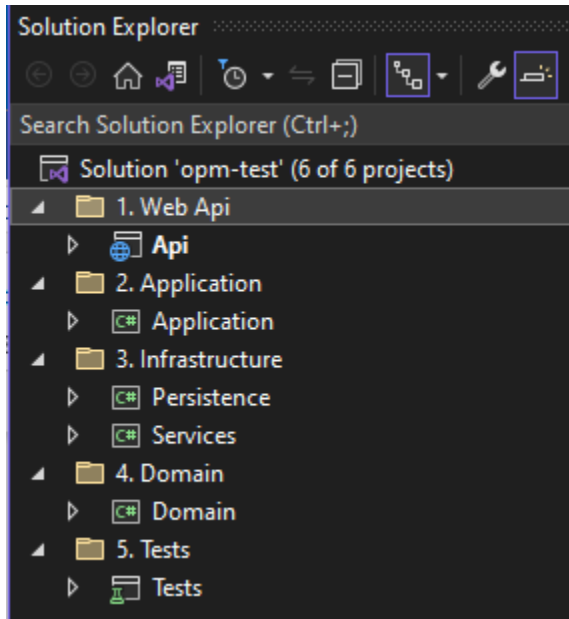 Solution Explorer
Search Solution Explorer (Ctrl+;)
Solution 'opm-test' (6 of 6 projects)
1. Web Api
Api
2. Application
C# Application
3. Infrastructure
C# Persistence
C# Services
4. Domain
C# Domain
5. Tests
Tests